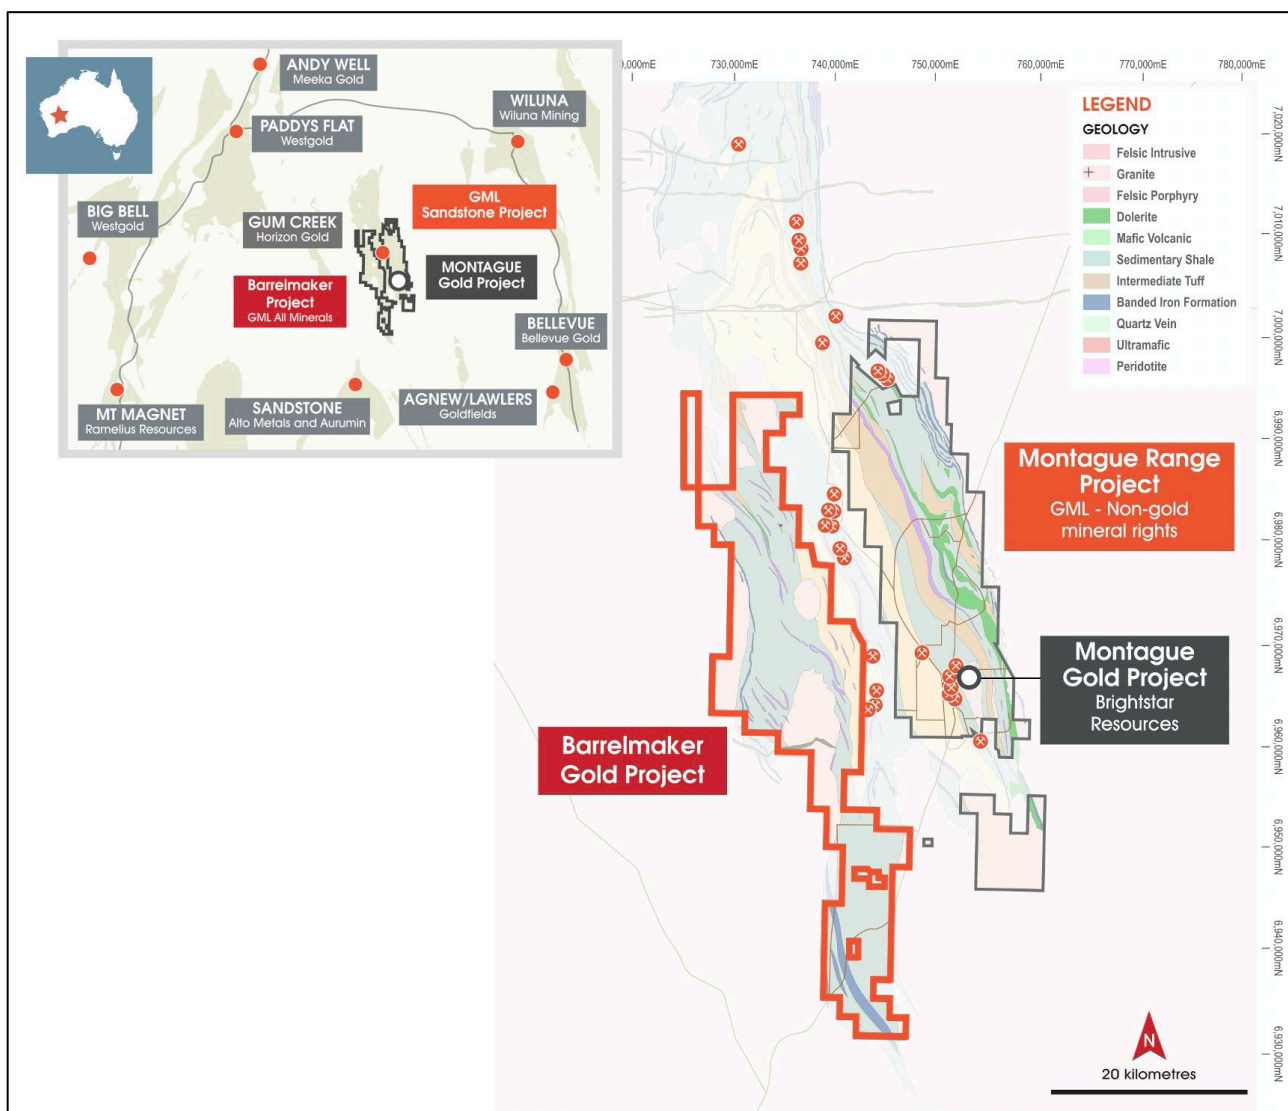 ANDY WELL
Meeka Gold
WILUNA
Wiluna Mining
PADDYS FLAT
Westgold
GML
Sandstone Project
BIG BELL
Westgold
GUM CREEK
Horizon Gold
MONTAGUE
Gold Project
Barrelmaker
Project
GML All Minerals
BELLEVUE
Bellevue Gold
MT MAGNET
Ramelius Resources
SANDSTONE
Alto Metals and Aurumin
AGNEW/LAWLERS
Goldfields
0,000mE
730,000mE
740,000mE
750,000mE
760,000mE
770,000mE
780,000mE
LEGEND
GEOLOGY
Felsic Intrusive
Granite
Felsic Porphyry
Dolerite
Mafic Volcanic
Sedimentary Shale
Intermediate Tuff
Banded Iron Formation
Quartz Vein
Ultramafic
Peridotite
7,020,000mN
7,010,000mN
7,000,000mN
6,990,000mN
6,980,000mN
6,970,000mN
6,960,000mN
6,950,000mN
6,940,000mN
6,930,000mN
Montague Range
Project
GML - Non-gold
mineral rights
Montague
Gold Project
Brightstar
Resources
Barrelmaker
Gold Project
N
20 kilometres